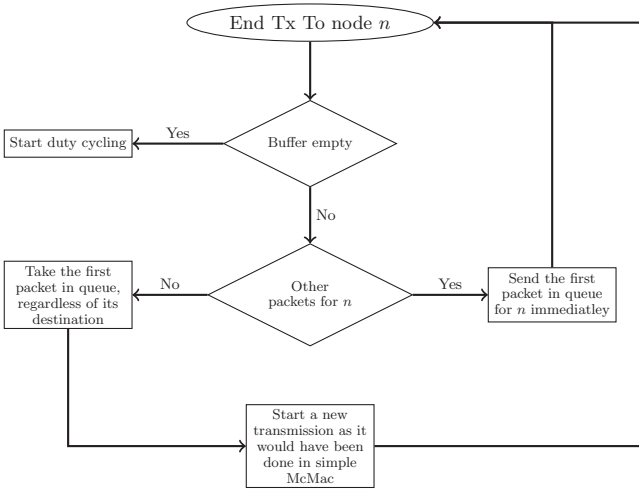 End Tx To node n
Buffer empty
Yes
Start duty cycling
No
Other
packets for n
No
Take the first
packet in queue,
regardless of its
destination
Yes
Send the first
packet in queue
for n immediatley
Start a new
transmission as it
would have been
done in simple
McMac